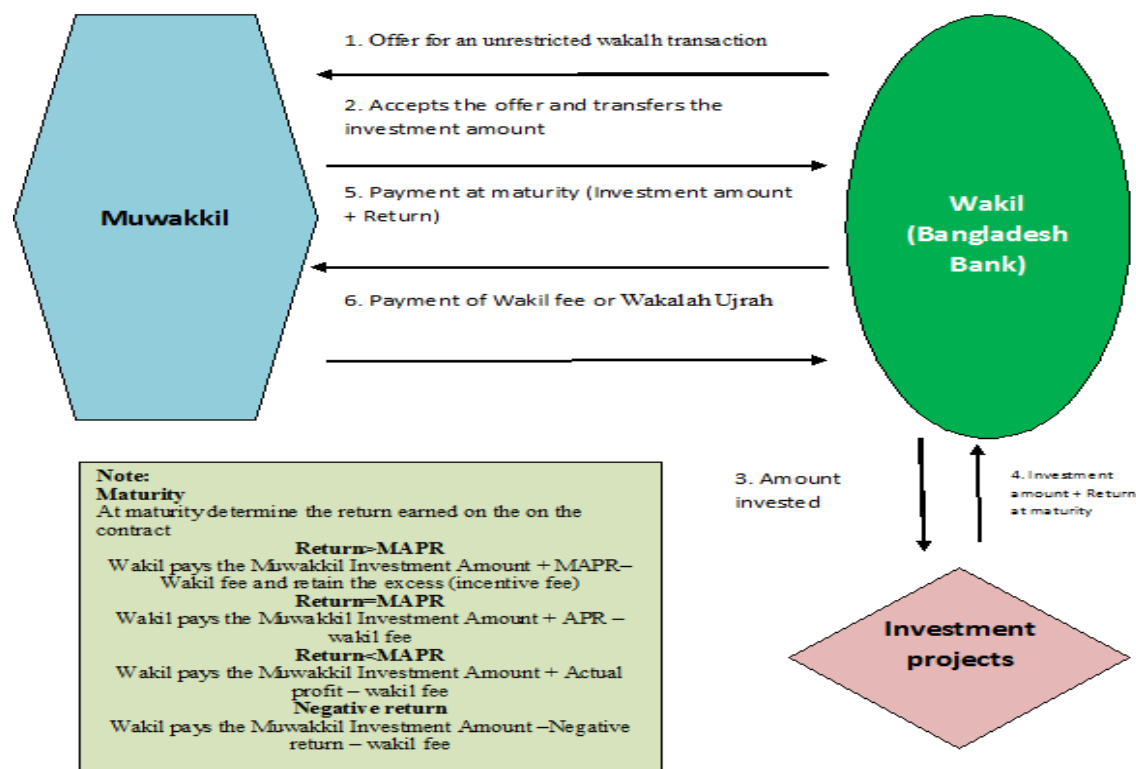 1. Offer for an unrestricted wakalh transaction
2. Accepts the offer and transfers the
investment amount
5. Payment at maturity (Investment amount
+ Return)
6. Payment of Wakil fee or Wakalah Ujrah
Muwakkil
Wakil
(Bangladesh
Bank)
3. Amount
invested
4. Investment
amount + Return
at maturity
Investment
projects
Note:
Maturity
At maturity determine the return earned on the on the
contract
Return>MAPR
Wakil pays the Muwakkil Investment Amount + MAPR–
Wakil fee and retain the excess (incentive fee)
Return=MAPR
Wakil pays the Muwakkil Investment Amount + APR –
wakil fee
Return<MAPR
Wakil pays the Muwakkil Investment Amount + Actual
profit – wakil fee
Negative return
Wakil pays the Muwakkil Investment Amount –Negative
return – wakil fee